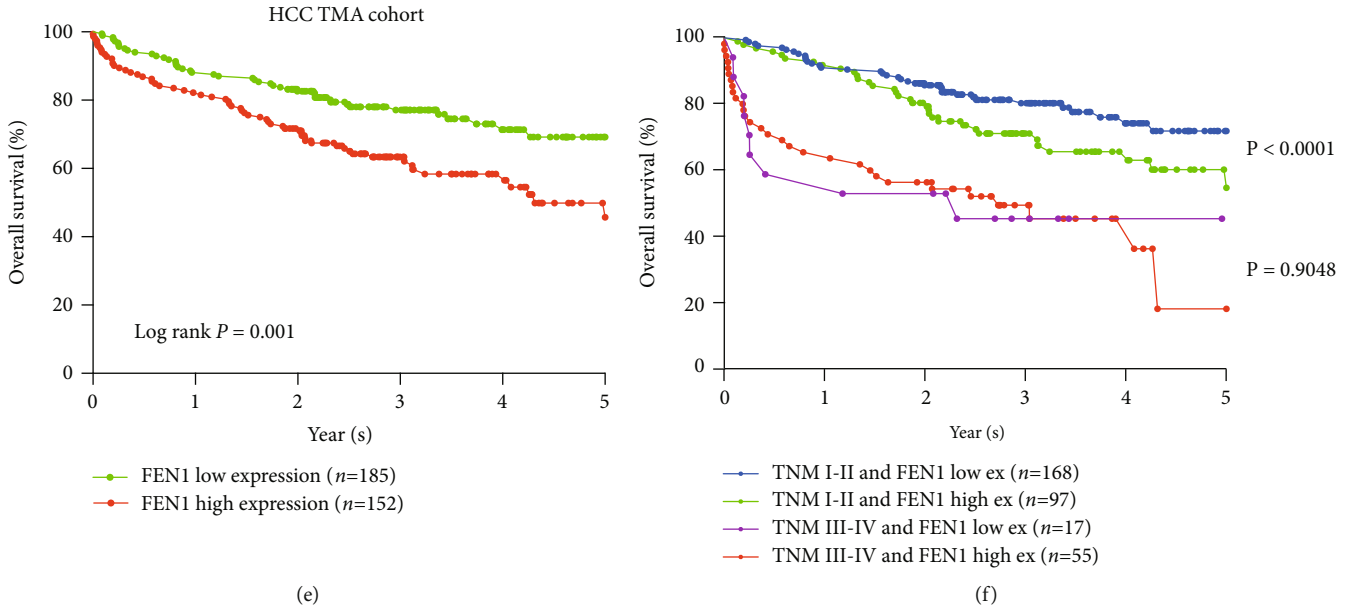 HCC TMA cohort
100
80
60
40
20
0
Overall survival (%)
Log rank P = 0.001
0 1 2 3 4 5
Year (s)
FEN1 low expression (n=185)
FEN1 high expression (n=152)
(e)
100
80
60
40
20
0
Overall survival (%)
P < 0.0001
P = 0.9048
0 1 2 3 4 5
Year (s)
TNM I-II and FEN1 low ex (n=168)
TNM I-II and FEN1 high ex (n=97)
TNM III-IV and FEN1 low ex (n=17)
TNM III-IV and FEN1 high ex (n=55)
(f)